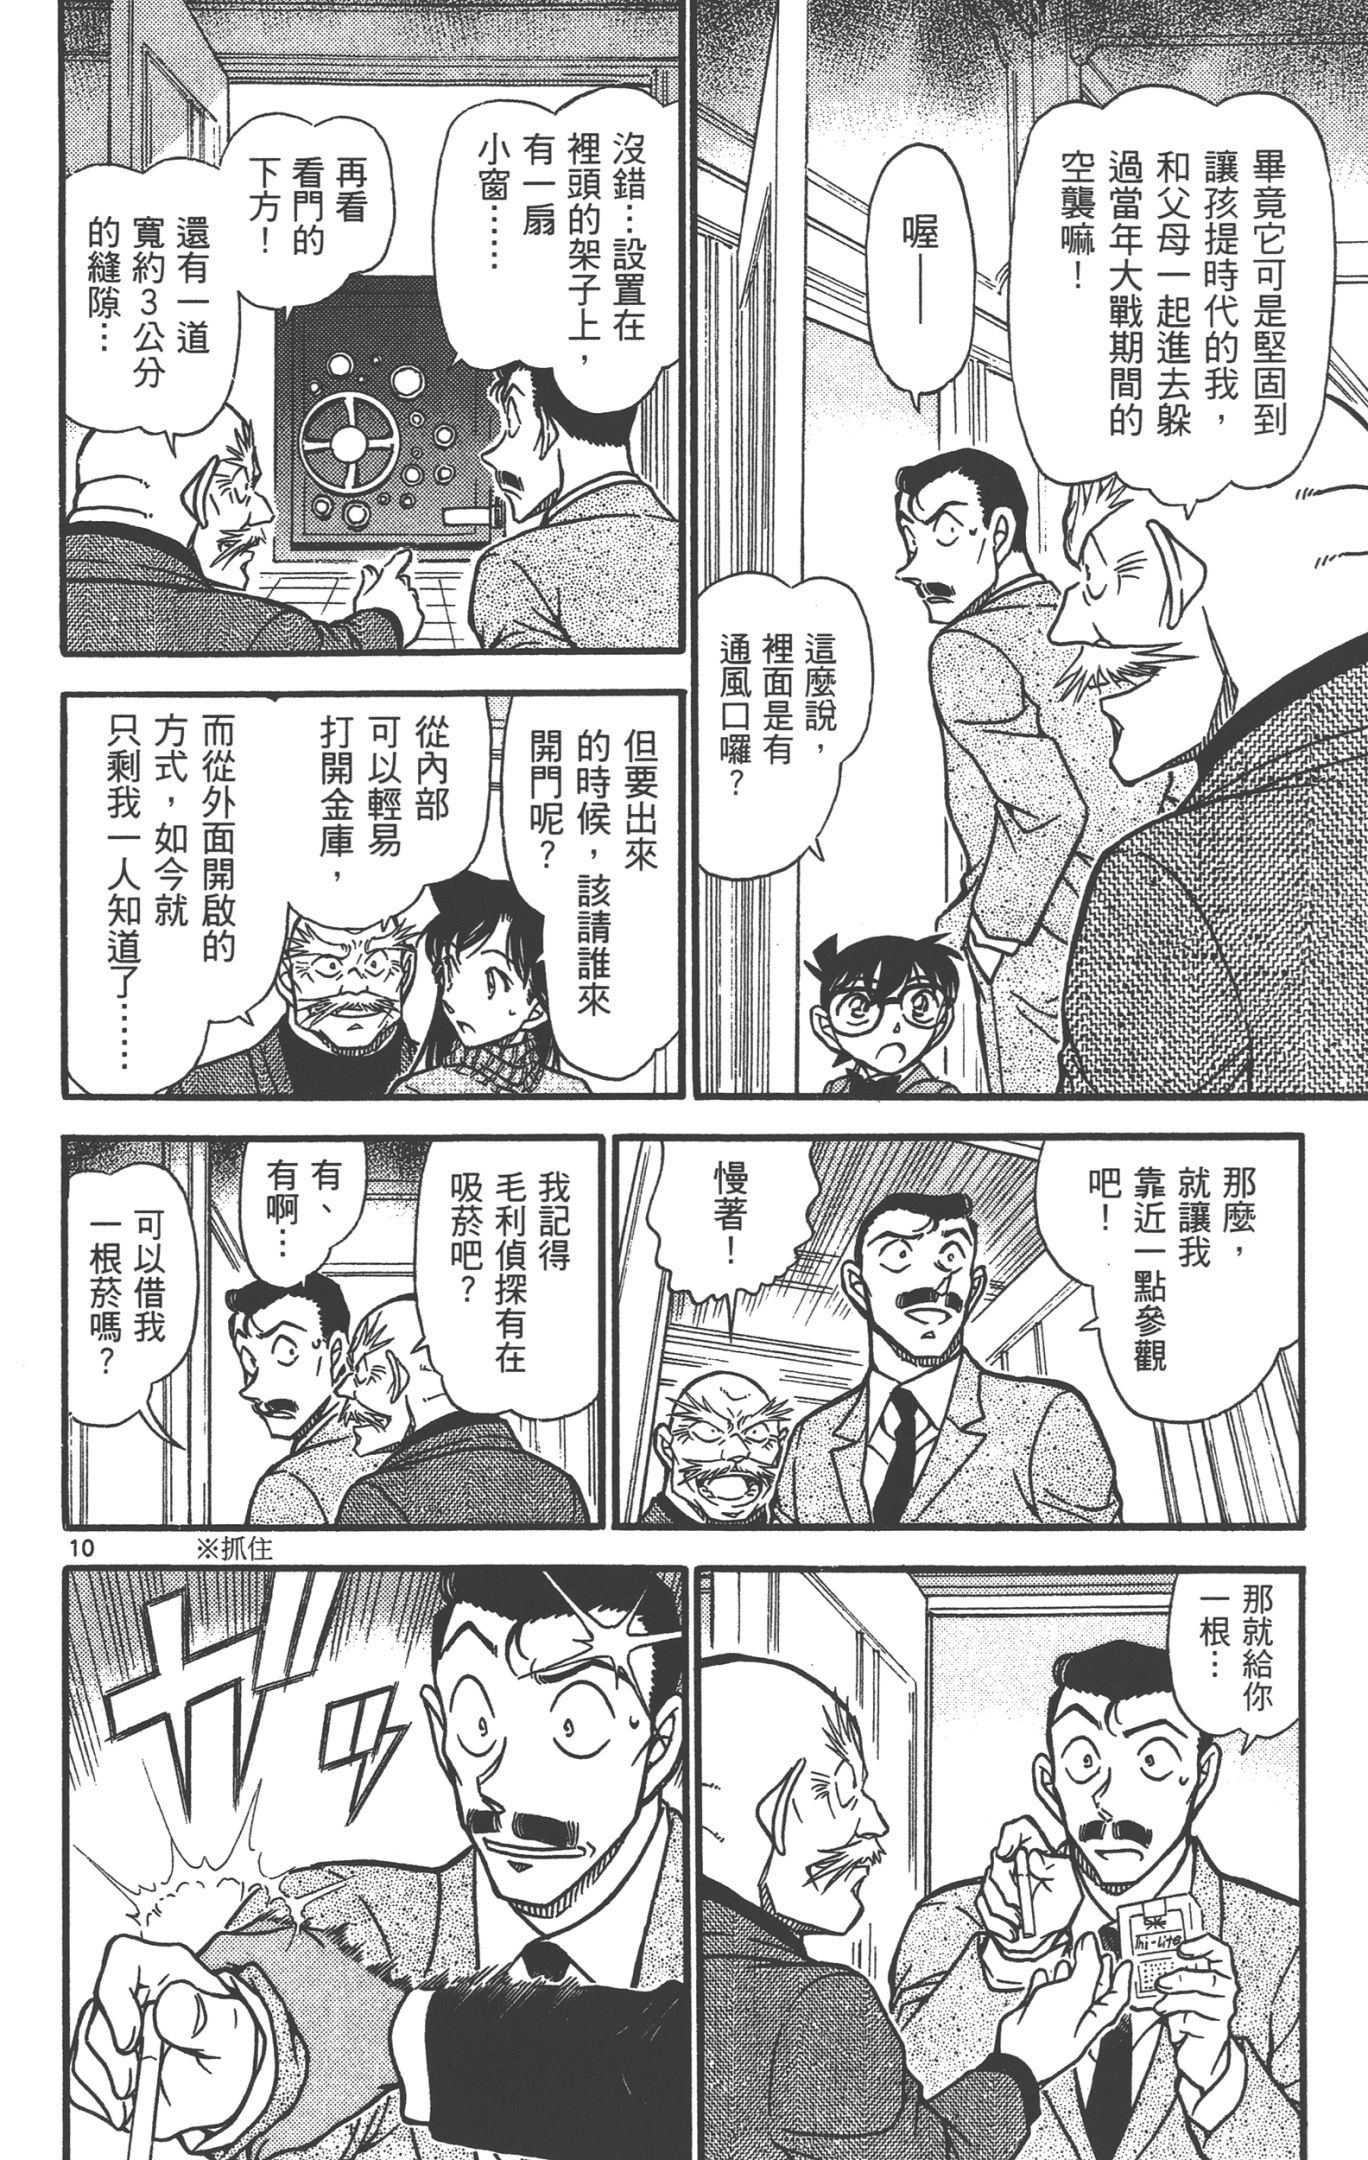 畢竟它可是堅固到
讓孩提時代的我，
和父母一起進去躲
過當年大戰期間的
空襲嘛！
喔——
這麼說，
裡面是有
通風口囉？
沒錯…設置在
裡頭的架子上，
有一扇
小窗……
再看
看門的
下方！
還有一道
寬約3公分
的縫隙…
但要出來
的時候，該請誰來
開門呢？
從內部
可以輕易
打開金庫，
而從外面開啟的
方式，如今就
只剩我一人知道了……
那麼，
就讓我
靠近一點參觀
吧！
慢著！
我記得
毛利偵探有在
吸菸吧？
有、
有啊…
可以借我
一根菸嗎？
10
※抓住
那就給你
一根…
hi-lite
ガッ